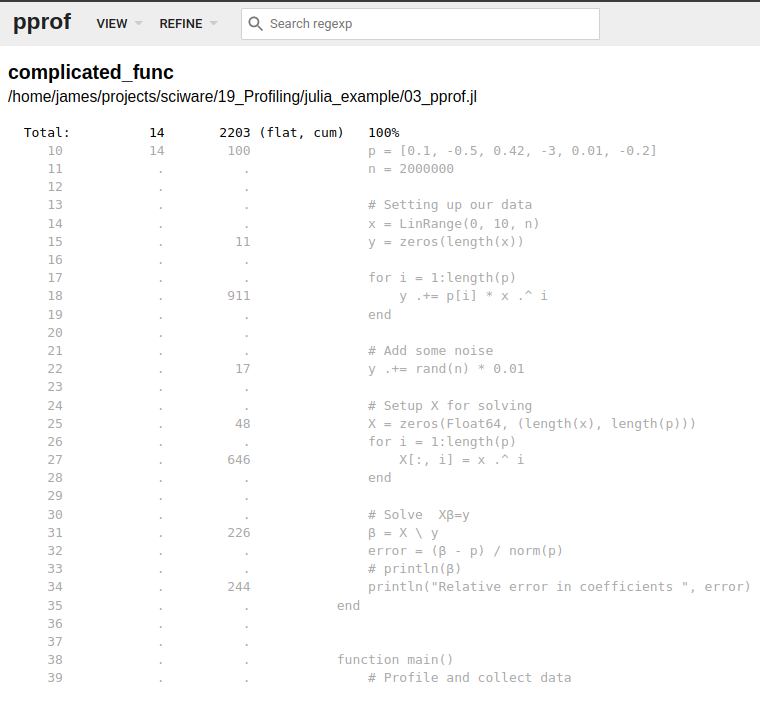 pprof VIEW REFINE Search regexp
complicated_func
/home/james/projects/sciware/19_Profiling/julia_example/03_pprof.jl
Total: 14 2203 (flat, cum) 100%
10 14 100 p = [0.1, -0.5, 0.42, -3, 0.01, -0.2]
11 . . n = 2000000
12 . .
13 . . # Setting up our data
14 . . x = LinRange(0, 10, n)
15 . 11 y = zeros(length(x))
16 . .
17 . . for i = 1:length(p)
18 . 911 y .+= p[i] * x .^ i
19 . . end
20 . .
21 . . # Add some noise
22 . 17 y .+= rand(n) * 0.01
23 . .
24 . . # Setup X for solving
25 . 48 X = zeros(Float64, (length(x), length(p)))
26 . . for i = 1:length(p)
27 . 646 X[:, i] = x .^ i
28 . . end
29 . .
30 . . # Solve  Xβ=y
31 . 226 β = X \ y
32 . . error = (β - p) / norm(p)
33 . . # println(β)
34 . 244 println("Relative error in coefficients ", error)
35 . . end
36 . .
37 . .
38 . . function main()
39 . . # Profile and collect data